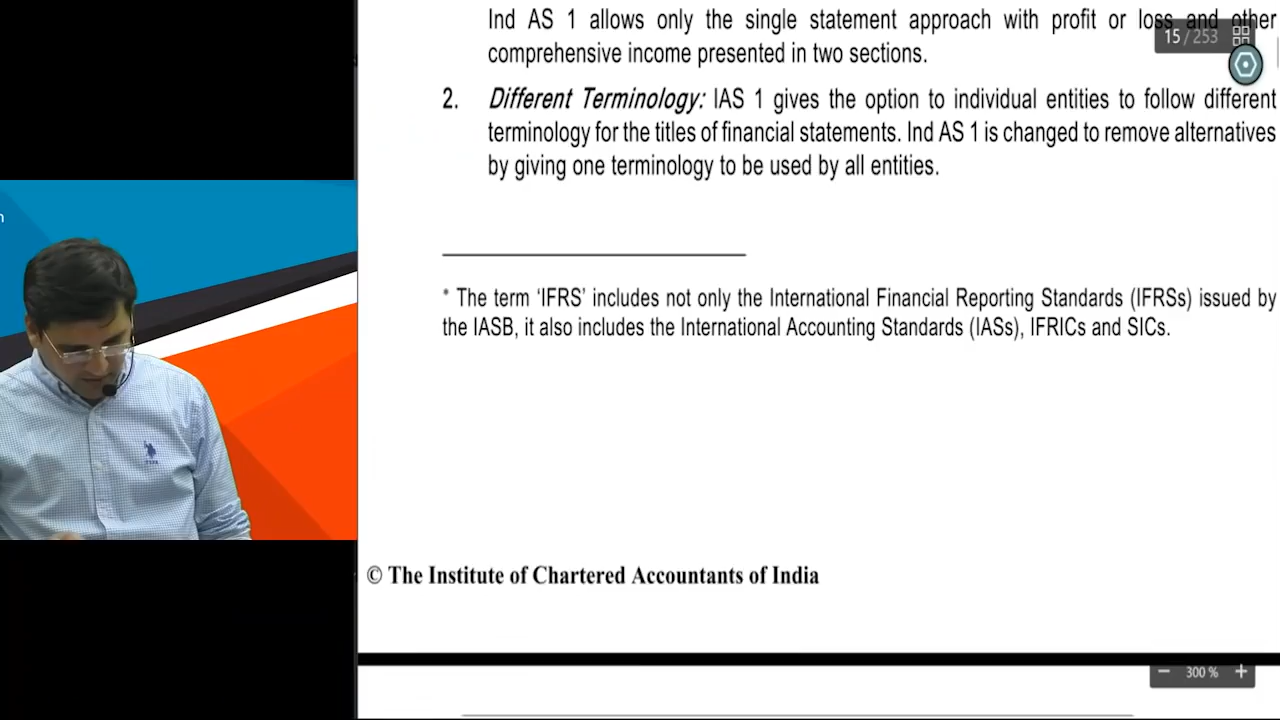 Ind AS 1 allows only the single statement approach with profit or loss and other
comprehensive income presented in two sections.
15 / 253
2. Different Terminology: IAS 1 gives the option to individual entities to follow different
terminology for the titles of financial statements. Ind AS 1 is changed to remove alternatives
by giving one terminology to be used by all entities.
n
* The term ‘IFRS’ includes not only the International Financial Reporting Standards (IFRSs) issued by
the IASB, it also includes the International Accounting Standards (IASs), IFRICs and SICs.
© The Institute of Chartered Accountants of India
− 300 % +